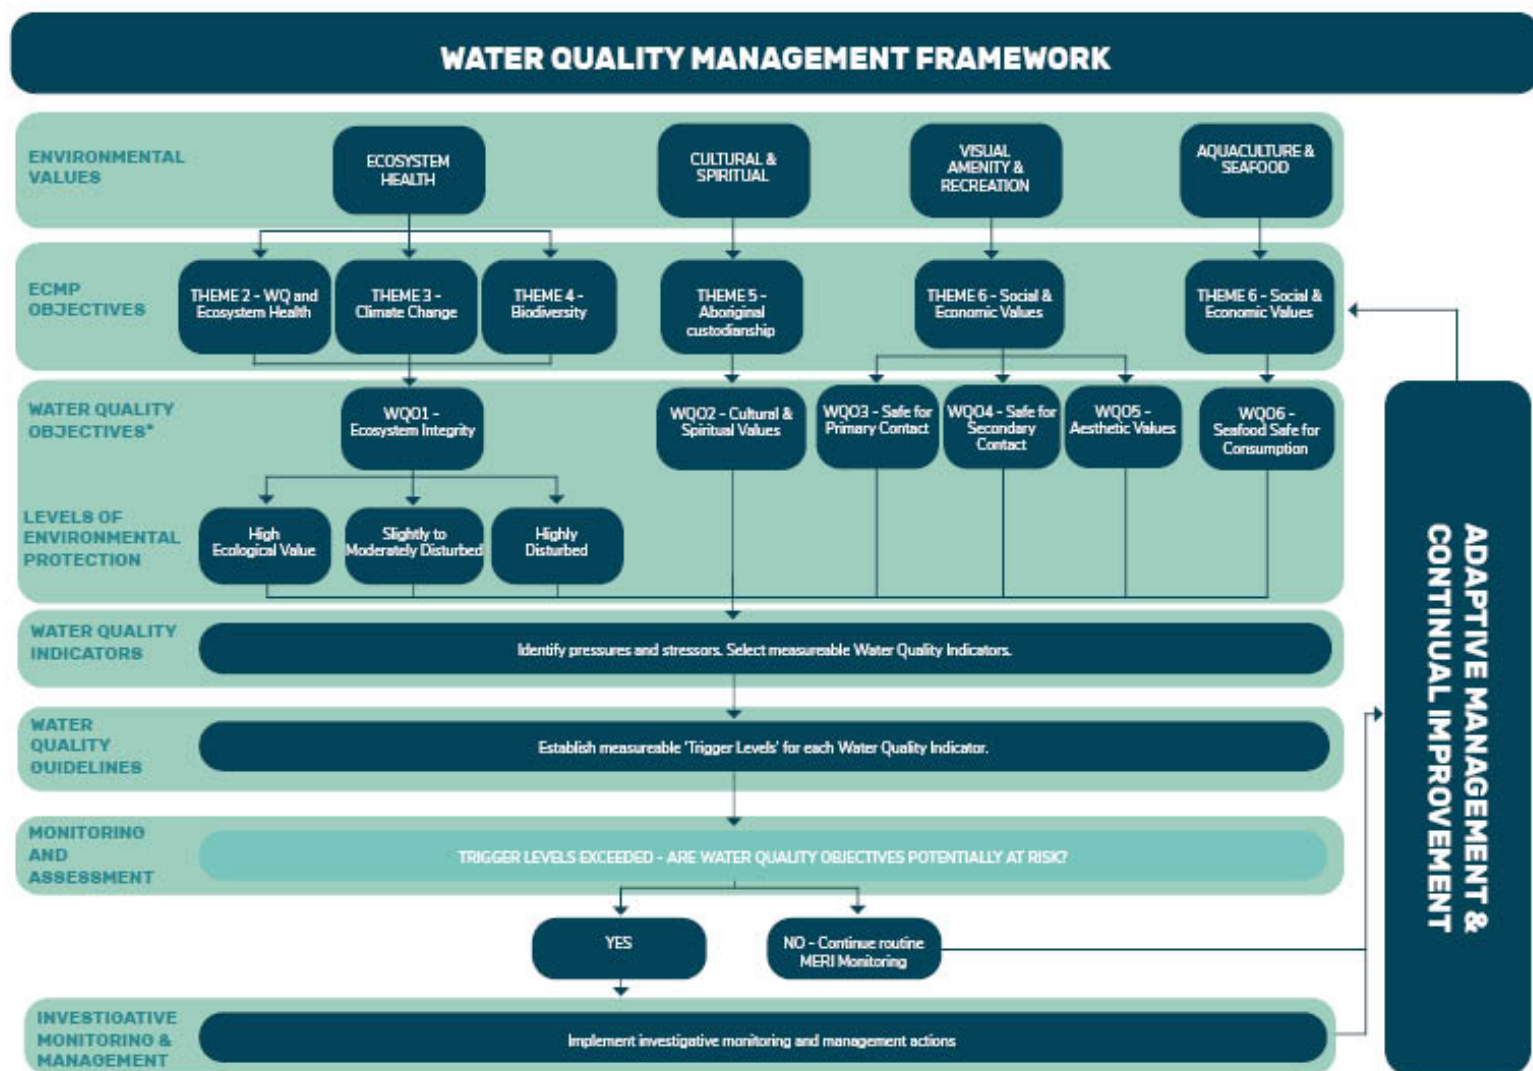 WATER QUALITY MANAGEMENT FRAMEWORK
ENVIRONMENTAL
VALUES
ECOSYSTEM
HEALTH
CULTURAL &
SPIRITUAL
VISUAL
AMENITY &
RECREATION
AQUACULTURE &
SEAFOOD
ECMP
OBJECTIVES
THEME 2 - WQ and
Ecosystem Health
THEME 3 -
Climate Change
THEME 4 -
Biodiversity
THEME 5 -
Aboriginal
custodianship
THEME 6 - Social &
Economic Values
THEME 6 - Social &
Economic Values
WATER QUALITY
OBJECTIVES*
WQO1 -
Ecosystem Integrity
WQO2 - Cultural &
Spiritual Values
WQO3 - Safe for
Primary Contact
WQO4 - Safe for
Secondary
Contact
WQO5 -
Aesthetic Values
WQO6 -
Seafood Safe for
Consumption
LEVELS OF
ENVIRONMENTAL
PROTECTION
High
Ecological Value
Slightly to
Moderately Disturbed
Highly
Disturbed
WATER QUALITY
INDICATORS
Identify pressures and stressors. Select measureable Water Quality Indicators.
WATER
QUALITY
GUIDELINES
Establish measureable 'Trigger Levels' for each Water Quality Indicator.
MONITORING
AND
ASSESSMENT
TRIGGER LEVELS EXCEEDED - ARE WATER QUALITY OBJECTIVES POTENTIALLY AT RISK?
YES
NO - Continue routine
MERI Monitoring
INVESTIGATIVE
MONITORING &
MANAGEMENT
Implement investigative monitoring and management actions
ADAPTIVE MANAGEMENT &
CONTINUAL IMPROVEMENT